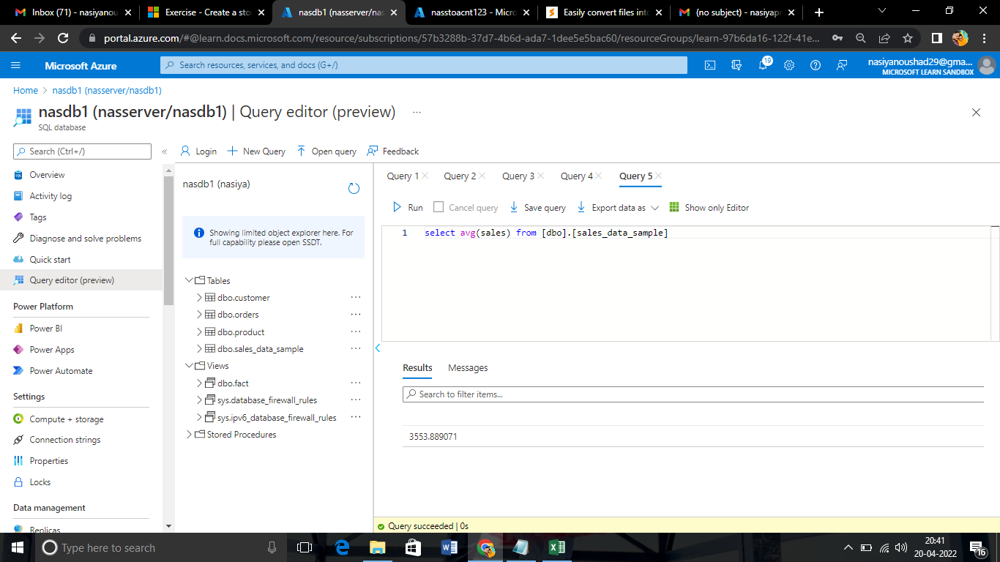 Inbox (71) - nasiyanou
Exercise - Create a sto
nasdb1 (nasserver/nas
nasstoacnt123 - Micro
Easily convert files into
(no subject) - nasiyapr
portal.azure.com/#@learn.docs.microsoft.com/resource/subscriptions/57b3288b-37d7-4b6d-ada7-1dee5e5bac60/resourceGroups/learn-97b6da16-122f-41e...
Microsoft Azure
Search resources, services, and docs (G+/)
19
nasiyanoushad29@gma...
MICROSOFT LEARN SANDBOX
Home > nasdb1 (nasserver/nasdb1)
nasdb1 (nasserver/nasdb1) | Query editor (preview) ...
SQL database
Search (Ctrl+/)
«
Overview
Activity log
Tags
Diagnose and solve problems
Quick start
Query editor (preview)
Power Platform
Power BI
Power Apps
Power Automate
Settings
Compute + storage
Connection strings
Properties
Locks
Data management
Replicas
Login
New Query
Open query
Feedback
nasdb1 (nasiya)
Showing limited object explorer here. For
full capability please open SSDT.
Tables
dbo.customer
dbo.orders
dbo.product
dbo.sales_data_sample
Views
dbo.fact
sys.database_firewall_rules
sys.ipv6_database_firewall_rules
Stored Procedures
Query 1
Query 2
Query 3
Query 4
Query 5
Run
Cancel query
Save query
Export data as
Show only Editor
1 select avg(sales) from [dbo].[sales_data_sample]
Results
Messages
Search to filter items...
3553.889071
Query succeeded | 0s
Type here to search
20:41
20-04-2022
16